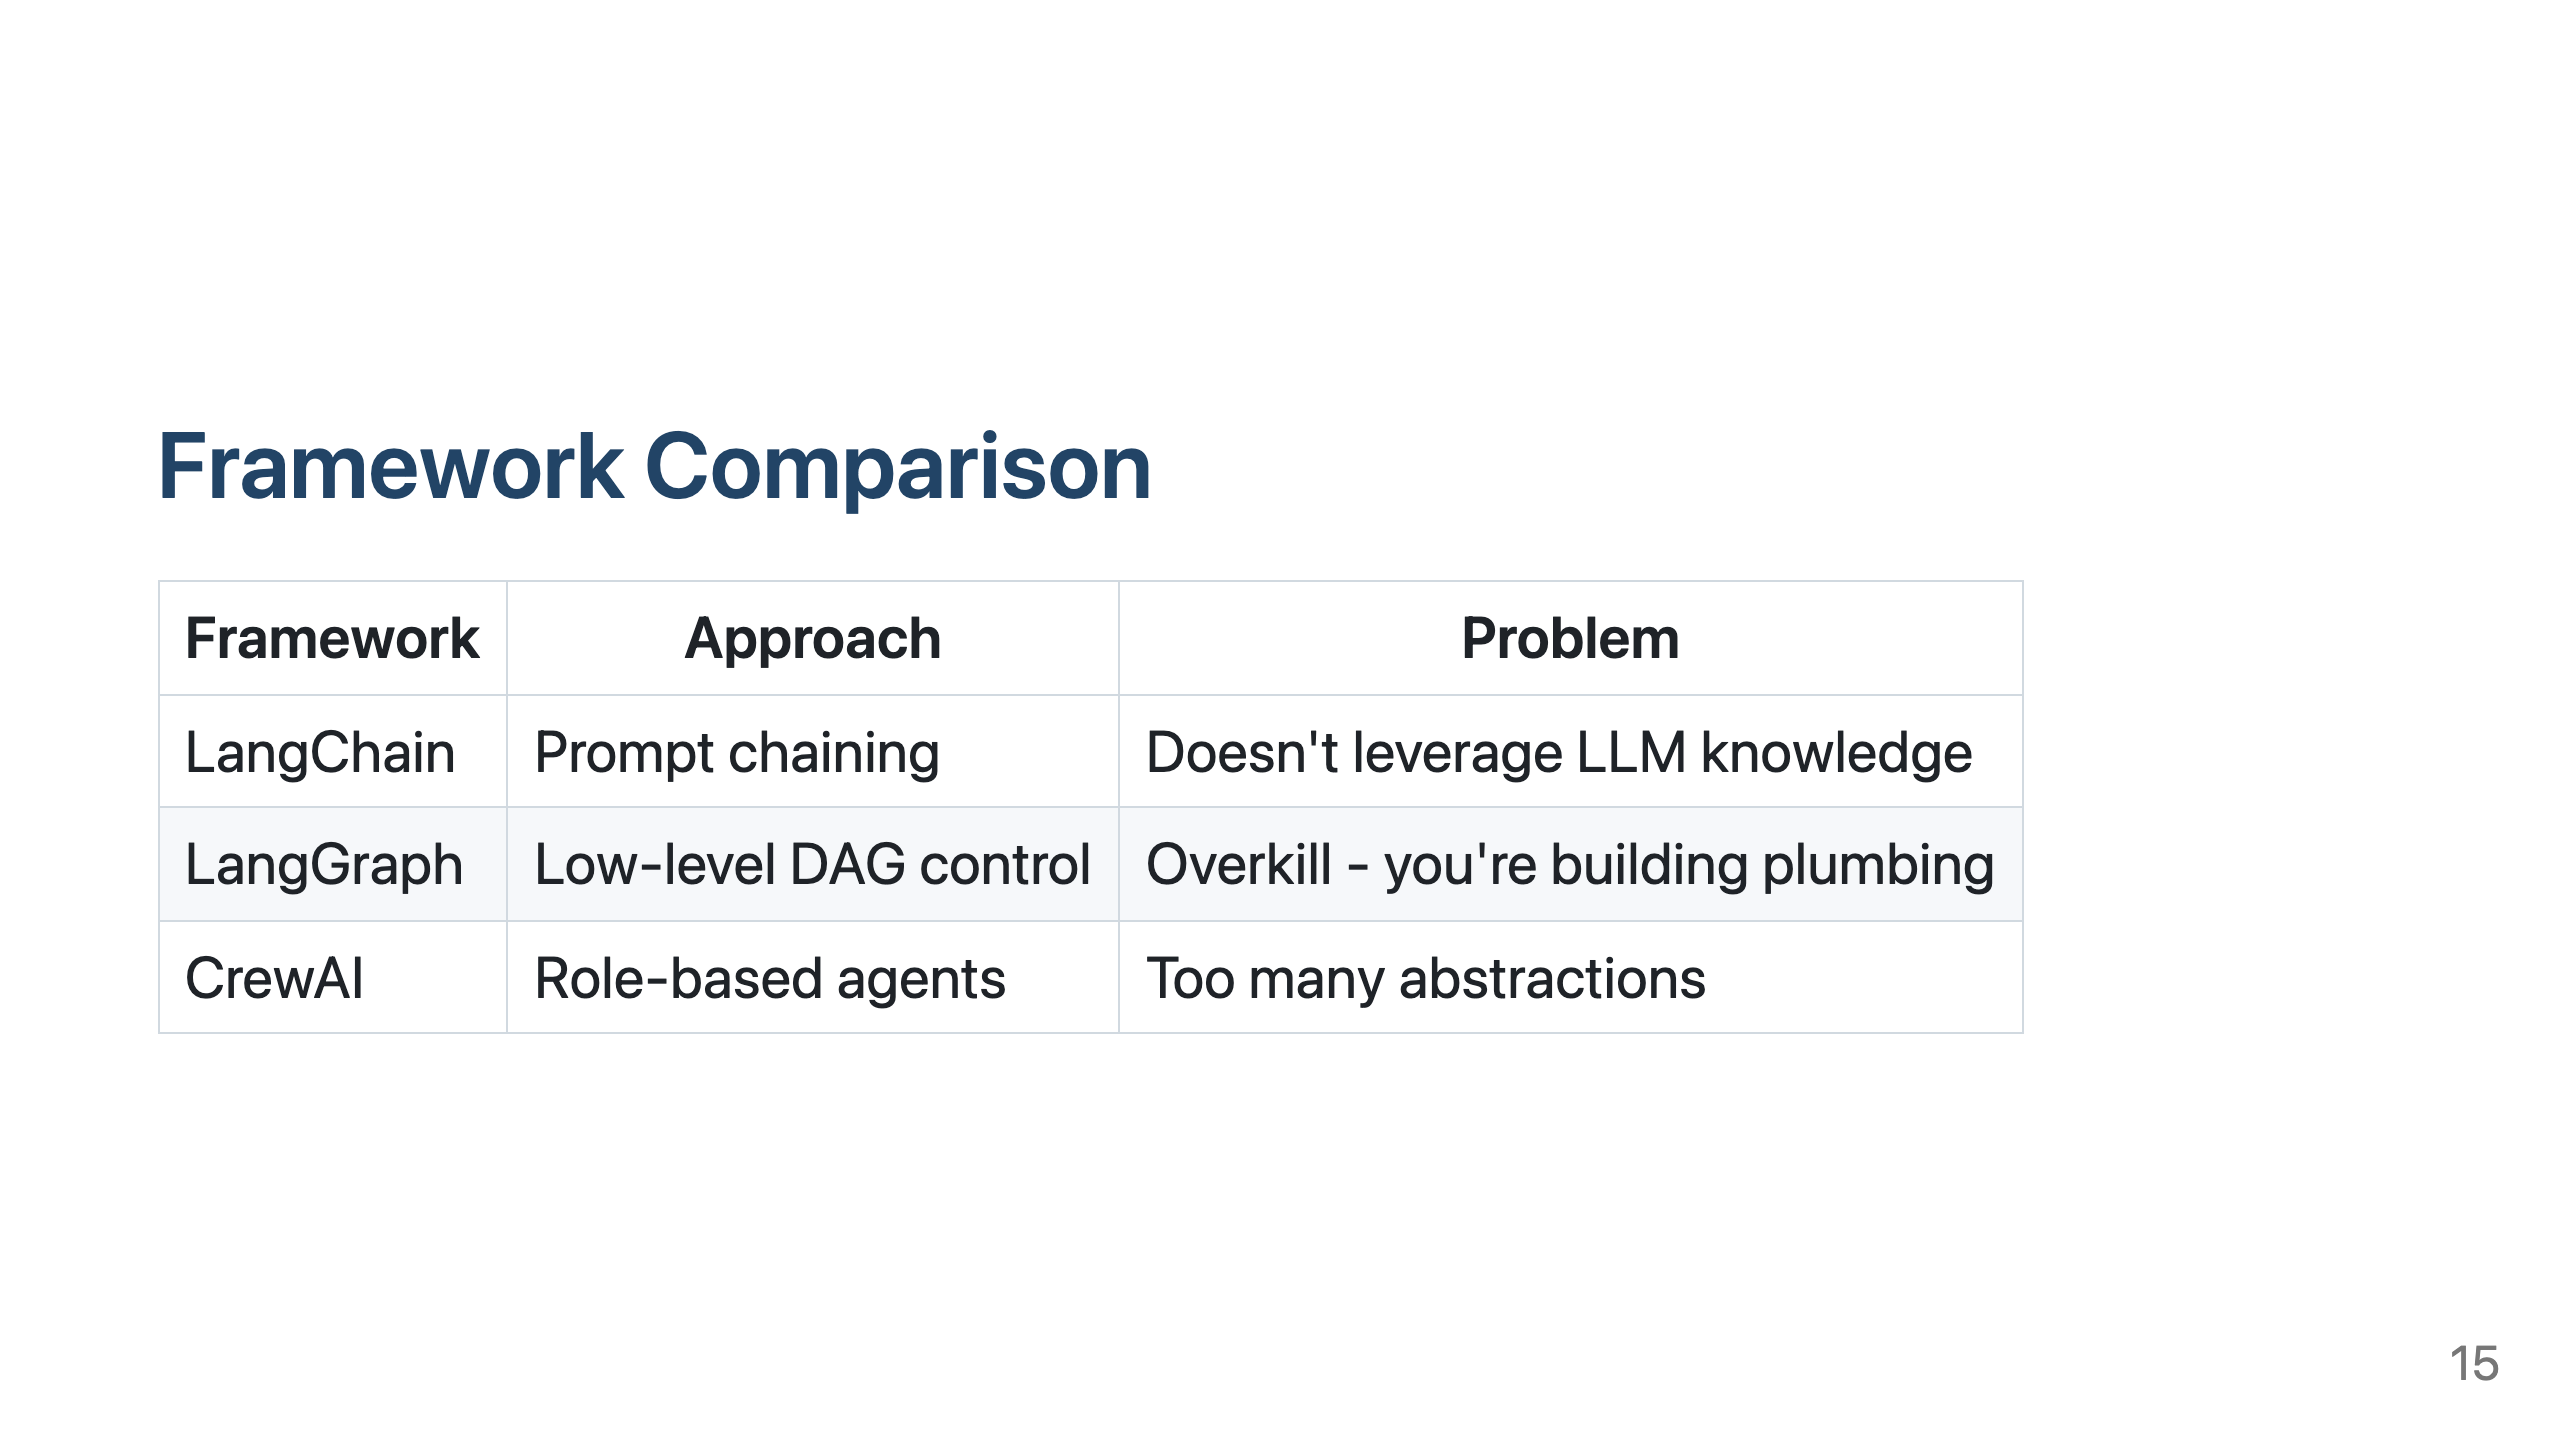 Framework Comparison
Framework Approach Problem
LangChain Prompt chaining Doesn't leverage LLM knowledge
LangGraph Low-level DAG control Overkill - you're building plumbing
CrewAI Role-based agents Too many abstractions
15